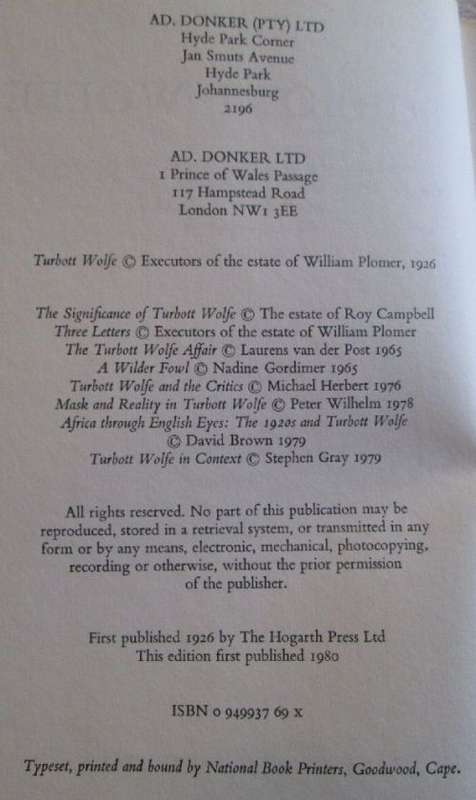 AD. DONKER (PTY) LTD
Hyde Park Corner
Jan Smuts Avenue
Hyde Park
Johannesburg
2196
AD. DONKER LTD
1 Prince of Wales Passage
117 Hampstead Road
London NW1 3EE
Turbott Wolfe © Executors of the estate of William Plomer, 1926
The Significance of Turbott Wolfe © The estate of Roy Campbell
Three Letters © Executors of the estate of William Plomer
The Turbott Wolfe Affair © Laurens van der Post 1965
A Wilder Fowl © Nadine Gordimer 1965
Turbott Wolfe and the Critics © Michael Herbert 1976
Mask and Reality in Turbott Wolfe © Peter Wilhelm 1978
Africa through English Eyes: The 1920s and Turbott Wolfe
© David Brown 1979
Turbott Wolfe in Context © Stephen Gray 1979
All rights reserved. No part of this publication may be
reproduced, stored in a retrieval system, or transmitted in any
form or by any means, electronic, mechanical, photocopying,
recording or otherwise, without the prior permission
of the publisher.
First published 1926 by The Hogarth Press Ltd
This edition first published 1980
ISBN 0 949937 69 x
Typeset, printed and bound by National Book Printers, Goodwood, Cape.